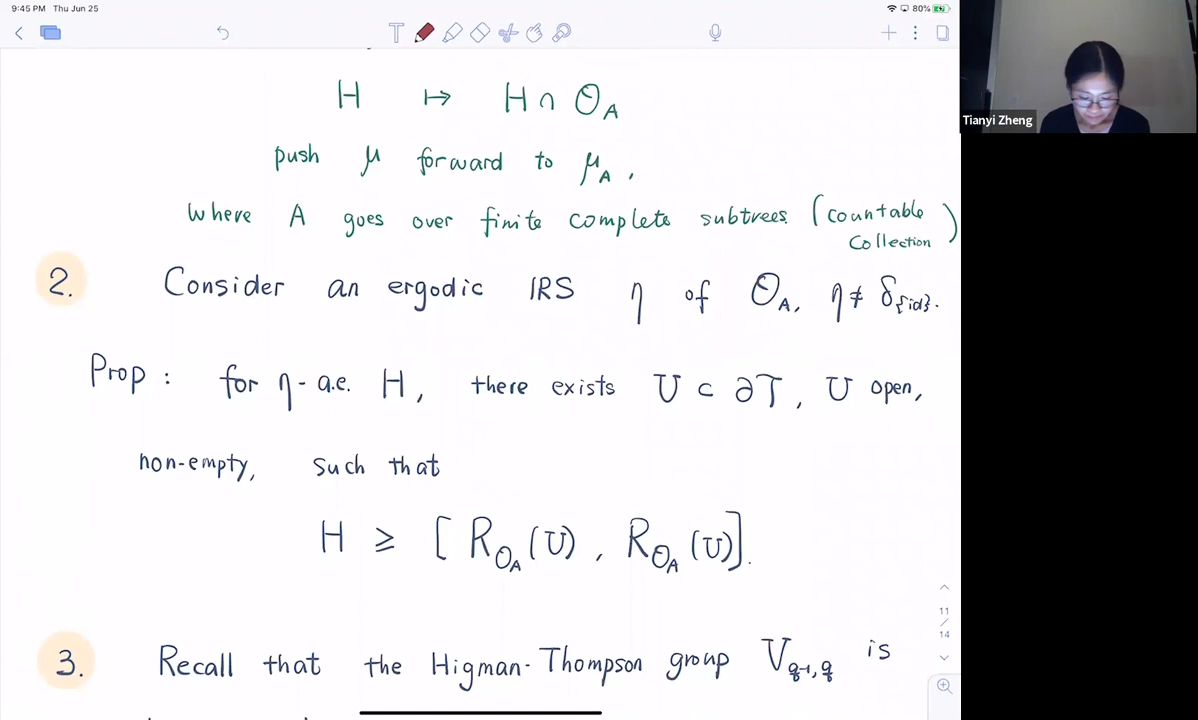 9:45 PM Thu Jun 25
80%
H ↦ H ∩ O_A
push μ forward to μ_A,
where A goes over finite complete subtrees (countable collection)
2. Consider an ergodic IRS η of O_A, η ≠ δ_{id}.
Prop: for η-a.e. H, there exists U ⊂ ∂T, U open,
non-empty, such that
H ≥ [R_{O_A}(U), R_{O_A}(U)].
3. Recall that the Higman-Thompson group V_{q-1,q} is
11
/
14
Tianyi Zheng